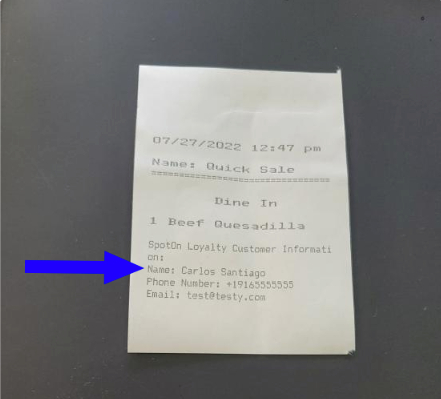 07/27/2022 12:47 pm
Name: Quick Sale
==============================
Dine In
1 Beef Quesadilla
SpotOn Loyalty Customer Informati
on:
Name: Carlos Santiago
Phone Number: +19165555555
Email: test@testy.com